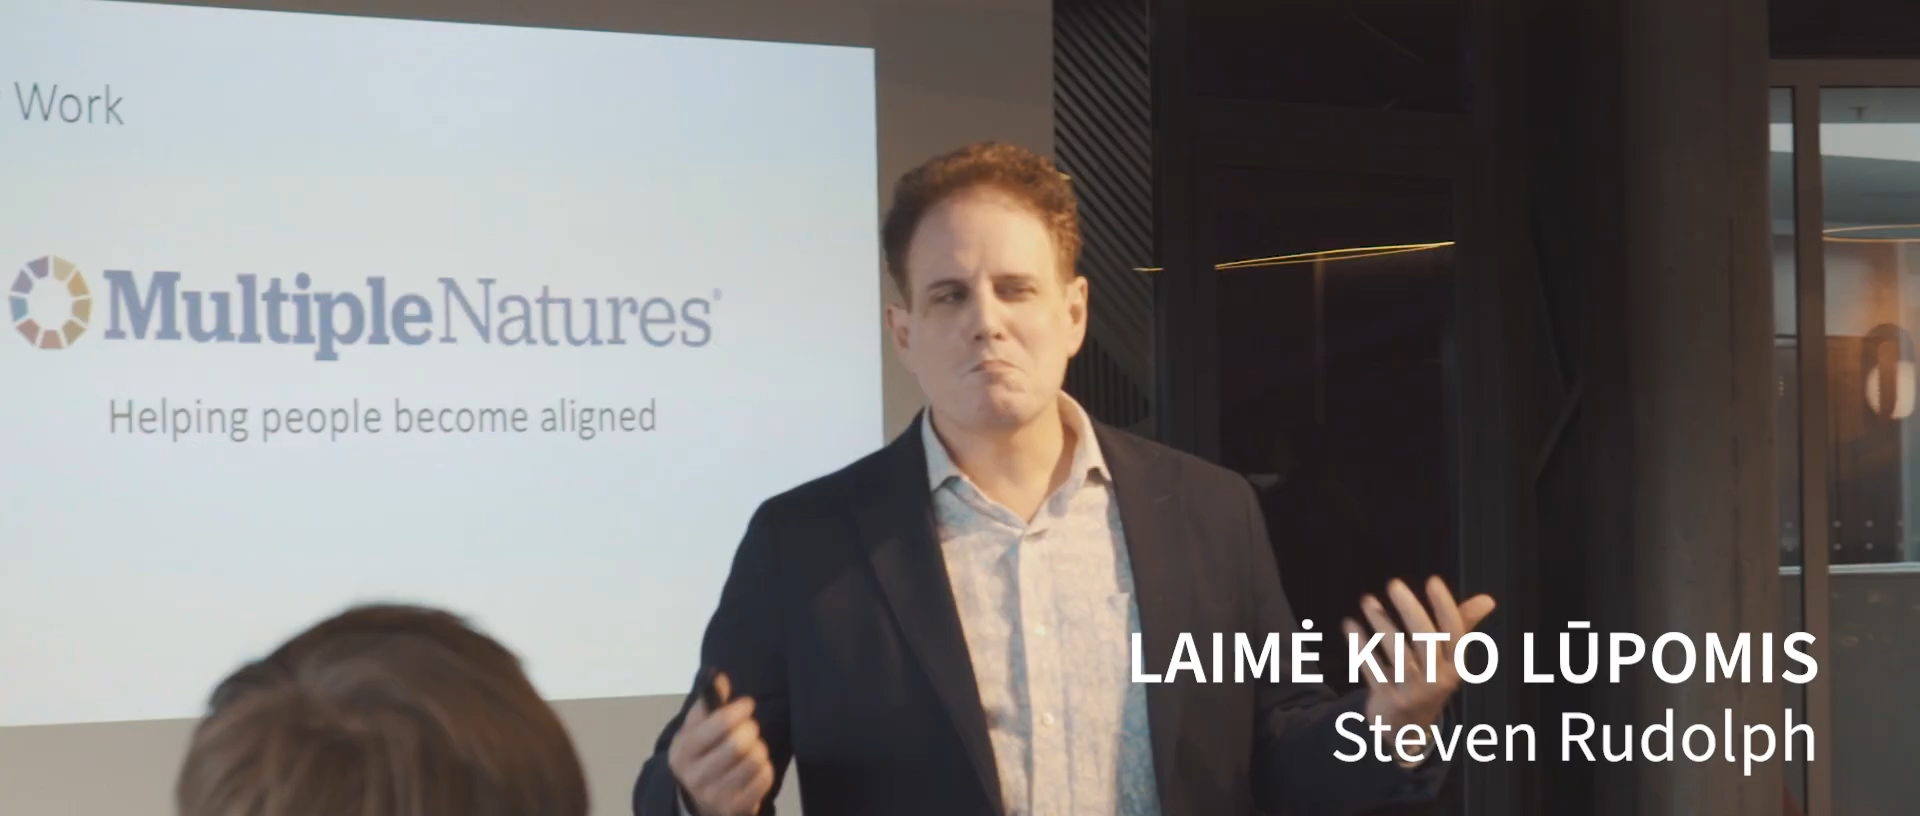 Work
MultipleNatures®
Helping people become aligned
LAIMĖ KITO LŪPOMIS
Steven Rudolph